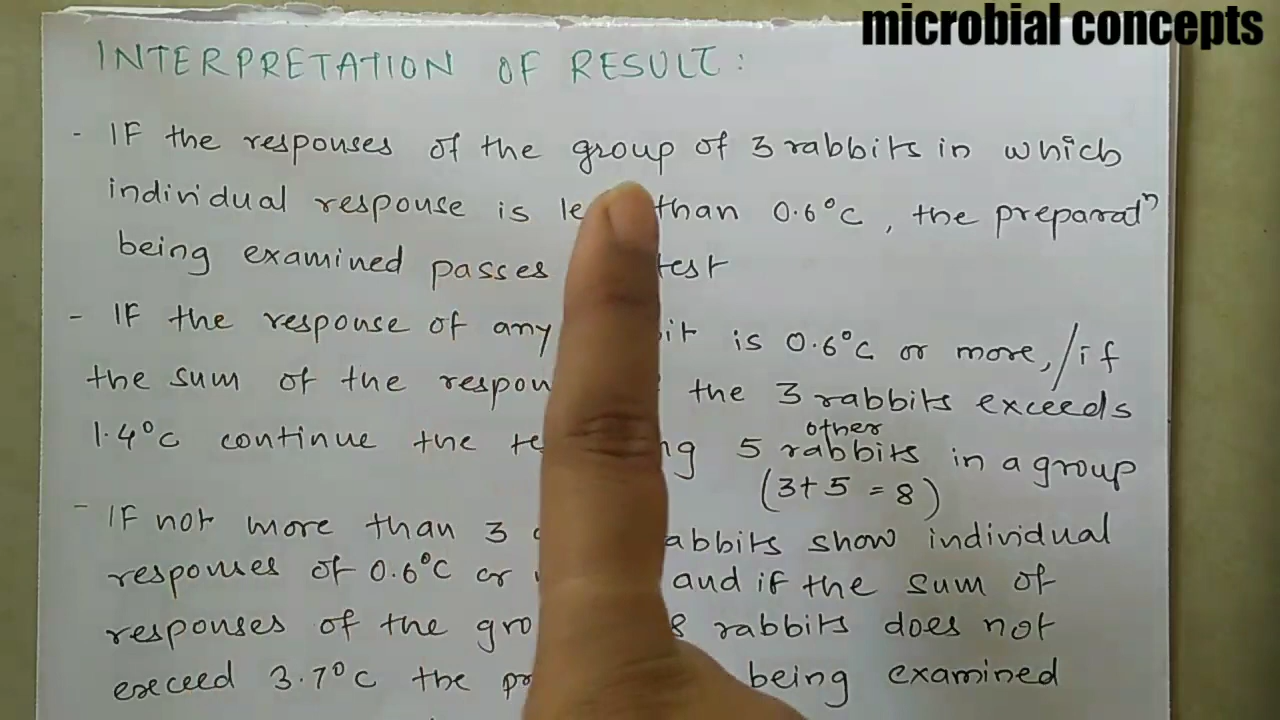 microbial concepts
INTERPRETATION OF RESULT:
- IF the responses of the group of 3 rabbits in which
individual response is than 0.6°C, the preparatⁿ
being examined passes test
- IF the response of any is 0.6°C or more, / if
the sum of the the 3 rabbits exceeds
1.4°C continue the 5 other rabbits in a group
(3+5 = 8)
- IF not more than 3 show individual
responses of 0.6°C or and if the sum of
responses of the 8 rabbits does not
exceed 3.7°C the being examined